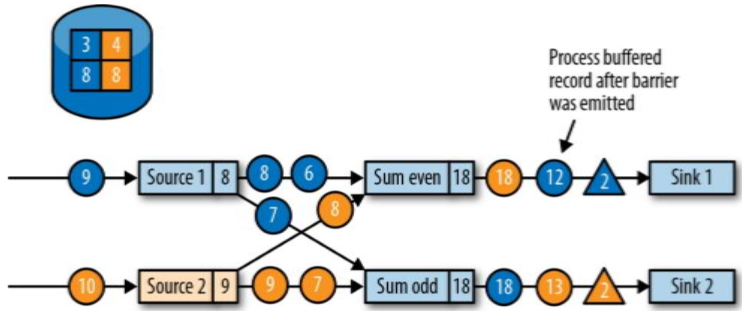 3 4
8 8
Process buffered
record after barrier
was emitted
9 Source 1 8 8 6 Sum even 18 18 12 2 Sink 1
7 8
10 Source 2 9 9 7 Sum odd 18 18 13 2 Sink 2